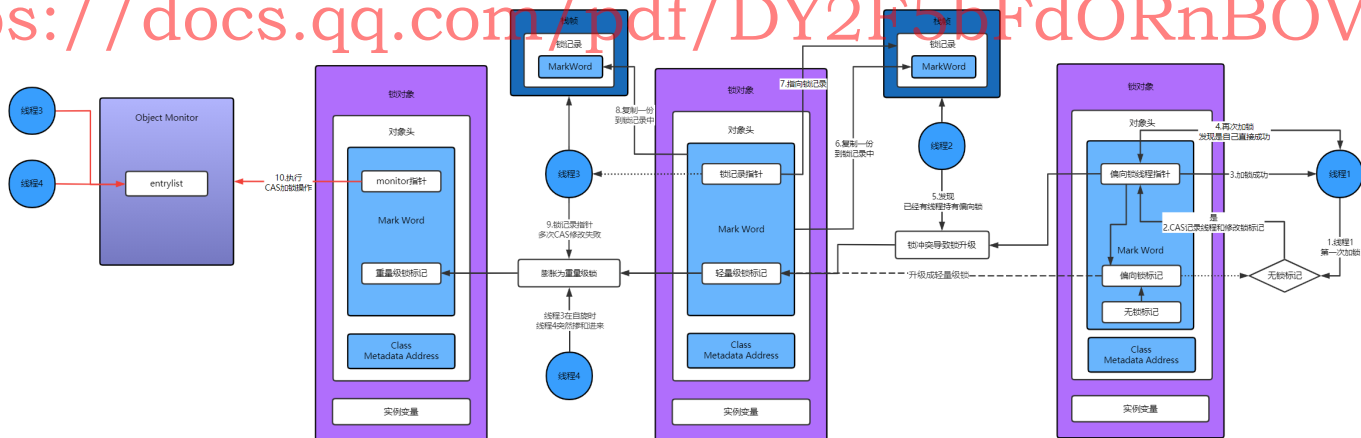 ps://docs.qq.com/pdf/DY2F5bFdORnBOV
栈帧
锁记录
MarkWord
栈帧
锁记录
MarkWord
线程3
线程4
Object Monitor
entrylist
10.执行
CAS加锁操作
锁对象
对象头
monitor指针
Mark Word
重量级锁标记
Class
Metadata Address
实例变量
8.复制一份
到锁记录中
线程3
9.锁记录指针
多次CAS修改失败
膨胀为重量级锁
线程3在自旋时
线程4突然掺和进来
线程4
锁对象
对象头
锁记录指针
Mark Word
轻量级锁标记
Class
Metadata Address
实例变量
7.指向锁记录
6.复制一份
到锁记录中
线程2
5.发现
已经有线程持有偏向锁
锁冲突导致锁升级
升级成轻量级锁
锁对象
对象头
4.再次加锁
发现是自己直接成功
偏向锁线程指针
3.加锁成功
线程1
是
2.CAS记录线程和修改锁标记
1.线程1
第一次加锁
Mark Word
偏向锁标记
无锁标记
无锁标记
Class
Metadata Address
实例变量